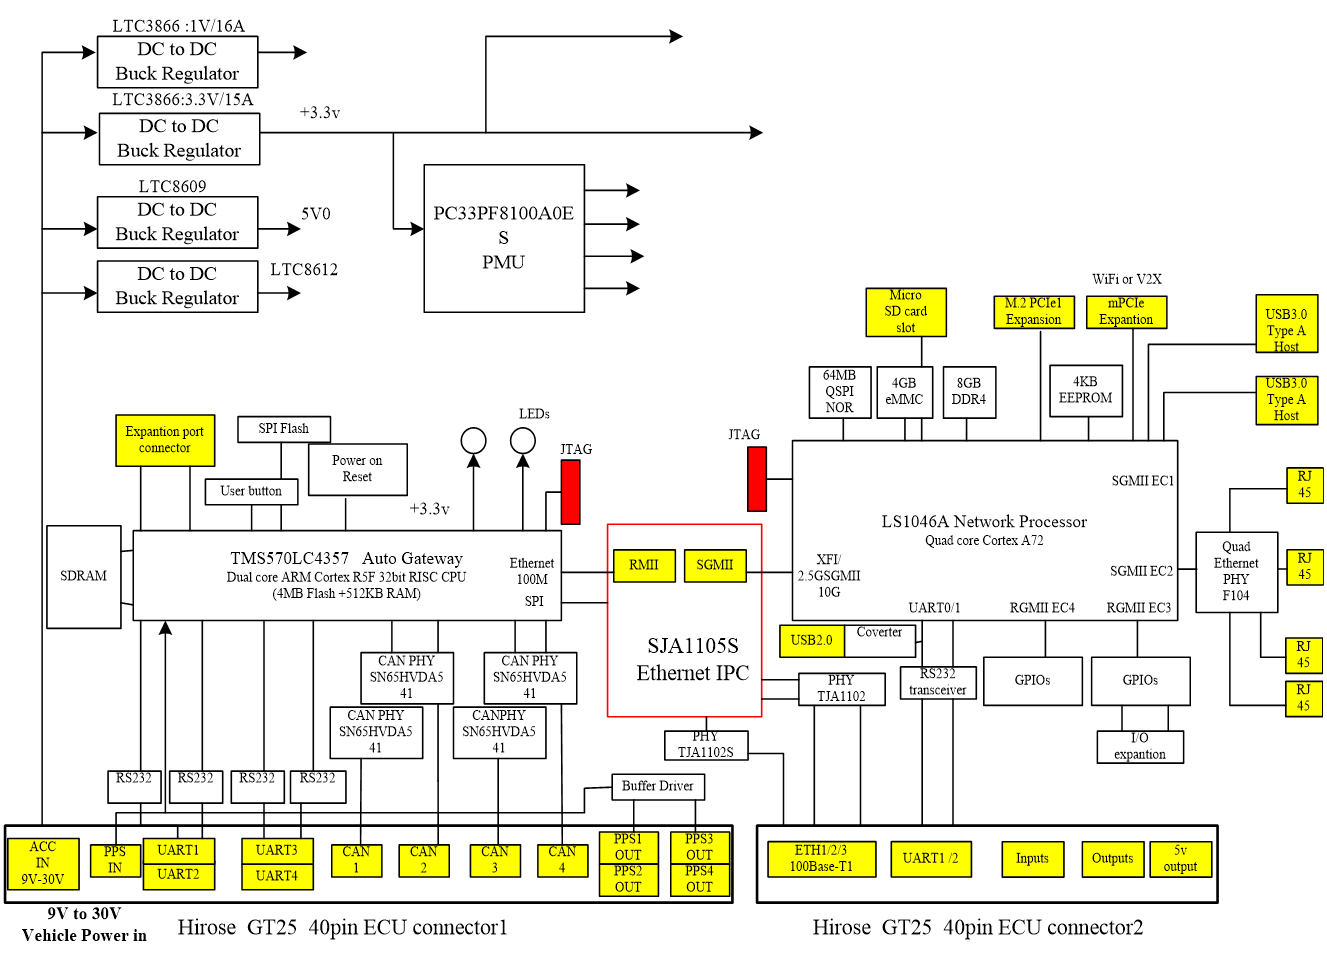 LTC3866 :1V/16A
DC to DC
Buck Regulator
LTC3866:3.3V/15A
DC to DC
Buck Regulator
+3.3v
LTC8609
DC to DC
Buck Regulator
5V0
DC to DC
Buck Regulator
LTC8612
PC33PF8100A0E
S
PMU
WiFi or V2X
Micro
SD card
slot
M.2 PCIe1
Expansion
mPCIe
Expantion
USB3.0
Type A
Host
64MB
QSPI
NOR
4GB
eMMC
8GB
DDR4
4KB
EEPROM
USB3.0
Type A
Host
Expantion port
connector
SPI Flash
User button
Power on
Reset
LEDs
+3.3v
JTAG
JTAG
SDRAM
TMS570LC4357   Auto Gateway
Dual core ARM Cortex R5F 32bit RISC CPU
(4MB Flash +512KB RAM)
Ethernet
100M
SPI
RMII
SGMII
SJA1105S
Ethernet IPC
SGMII EC1
LS1046A Network Processor
Quad core Cortex A72
XFI/
2.5GSGMII
10G
SGMII EC2
UART0/1
RGMII EC4
RGMII EC3
Quad
Ethernet
PHY
F104
RJ
45
RJ
45
RJ
45
RJ
45
USB2.0
Coverter
RS232
transceiver
GPIOs
GPIOs
I/O
expantion
PHY
TJA1102
PHY
TJA1102S
CAN PHY
SN65HVDA5
41
CAN PHY
SN65HVDA5
41
CAN PHY
SN65HVDA5
41
CANPHY
SN65HVDA5
41
RS232
RS232
RS232
RS232
Buffer Driver
ACC
IN
9V-30V
PPS
IN
UART1
UART2
UART3
UART4
CAN
1
CAN
2
CAN
3
CAN
4
PPS1
OUT
PPS2
OUT
PPS3
OUT
PPS4
OUT
ETH1/2/3
100Base-T1
UART1 /2
Inputs
Outputs
5v
output
9V to 30V
Vehicle Power in
Hirose  GT25  40pin ECU connector1
Hirose  GT25  40pin ECU connector2